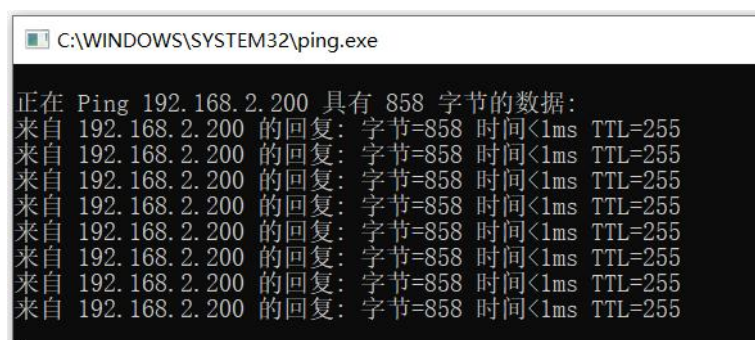 C:\WINDOWS\SYSTEM32\ping.exe
正在 Ping 192.168.2.200 具有 858 字节的数据:
来自 192.168.2.200 的回复: 字节=858 时间<1ms TTL=255
来自 192.168.2.200 的回复: 字节=858 时间<1ms TTL=255
来自 192.168.2.200 的回复: 字节=858 时间<1ms TTL=255
来自 192.168.2.200 的回复: 字节=858 时间<1ms TTL=255
来自 192.168.2.200 的回复: 字节=858 时间<1ms TTL=255
来自 192.168.2.200 的回复: 字节=858 时间<1ms TTL=255
来自 192.168.2.200 的回复: 字节=858 时间<1ms TTL=255
来自 192.168.2.200 的回复: 字节=858 时间<1ms TTL=255